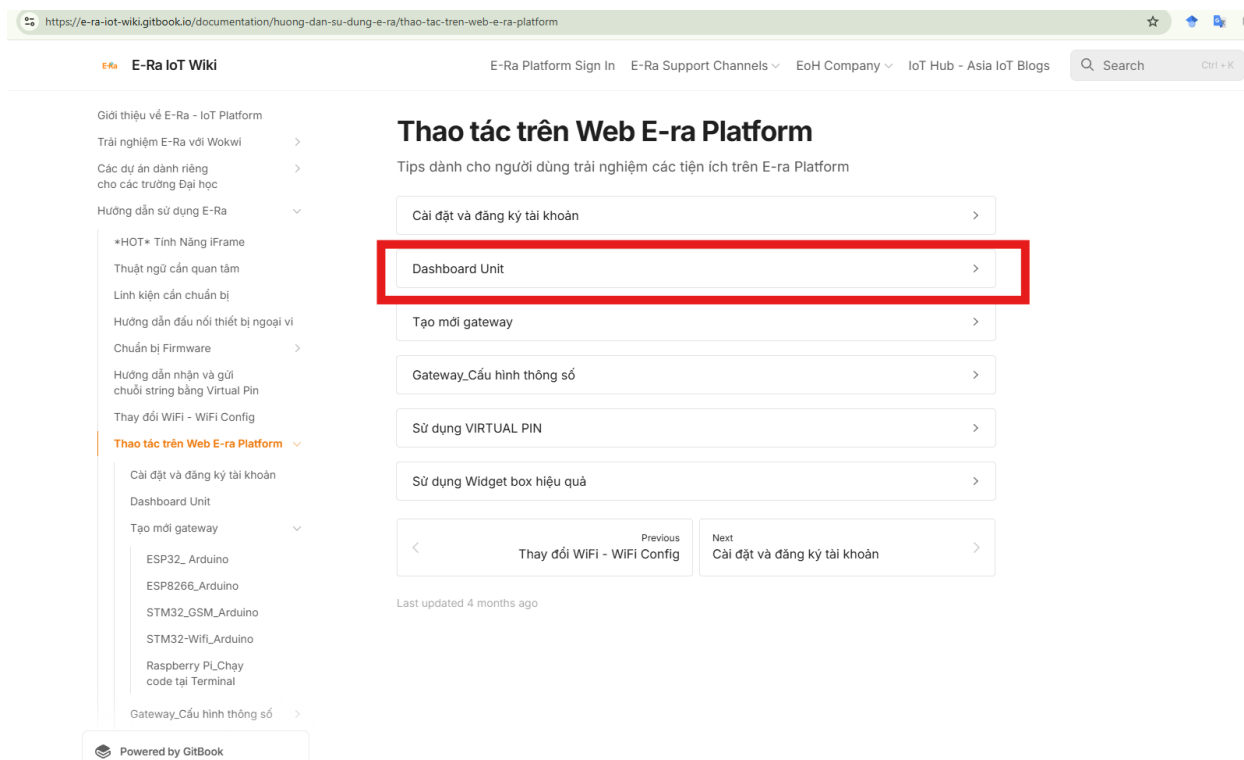 https://e-ra-iot-wiki.gitbook.io/documentation/huong-dan-su-dung-e-ra/thao-tac-tren-web-e-ra-platform
E-Ra
E-Ra IoT Wiki
E-Ra Platform Sign In
E-Ra Support Channels
EoH Company
IoT Hub - Asia IoT Blogs
Search
Ctrl + K
Giới thiệu về E-Ra - IoT Platform
Trải nghiệm E-Ra với Wokwi
Các dự án dành riêng
cho các trường Đại học
Hướng dẫn sử dụng E-Ra
*HOT* Tính Năng iFrame
Thuật ngữ cần quan tâm
Linh kiện cần chuẩn bị
Hướng dẫn đấu nối thiết bị ngoại vi
Chuẩn bị Firmware
Hướng dẫn nhận và gửi
chuỗi string bằng Virtual Pin
Thay đổi WiFi - WiFi Config
Thao tác trên Web E-ra Platform
Cài đặt và đăng ký tài khoản
Dashboard Unit
Tạo mới gateway
ESP32_ Arduino
ESP8266_Arduino
STM32_GSM_Arduino
STM32-Wifi_Arduino
Raspberry Pi_Chạy
code tại Terminal
Gateway_Cấu hình thông số
Powered by GitBook
Thao tác trên Web E-ra Platform
Tips dành cho người dùng trải nghiệm các tiện ích trên E-ra Platform
Cài đặt và đăng ký tài khoản
Dashboard Unit
Tạo mới gateway
Gateway_Cấu hình thông số
Sử dụng VIRTUAL PIN
Sử dụng Widget box hiệu quả
Previous
Thay đổi WiFi - WiFi Config
Next
Cài đặt và đăng ký tài khoản
Last updated 4 months ago